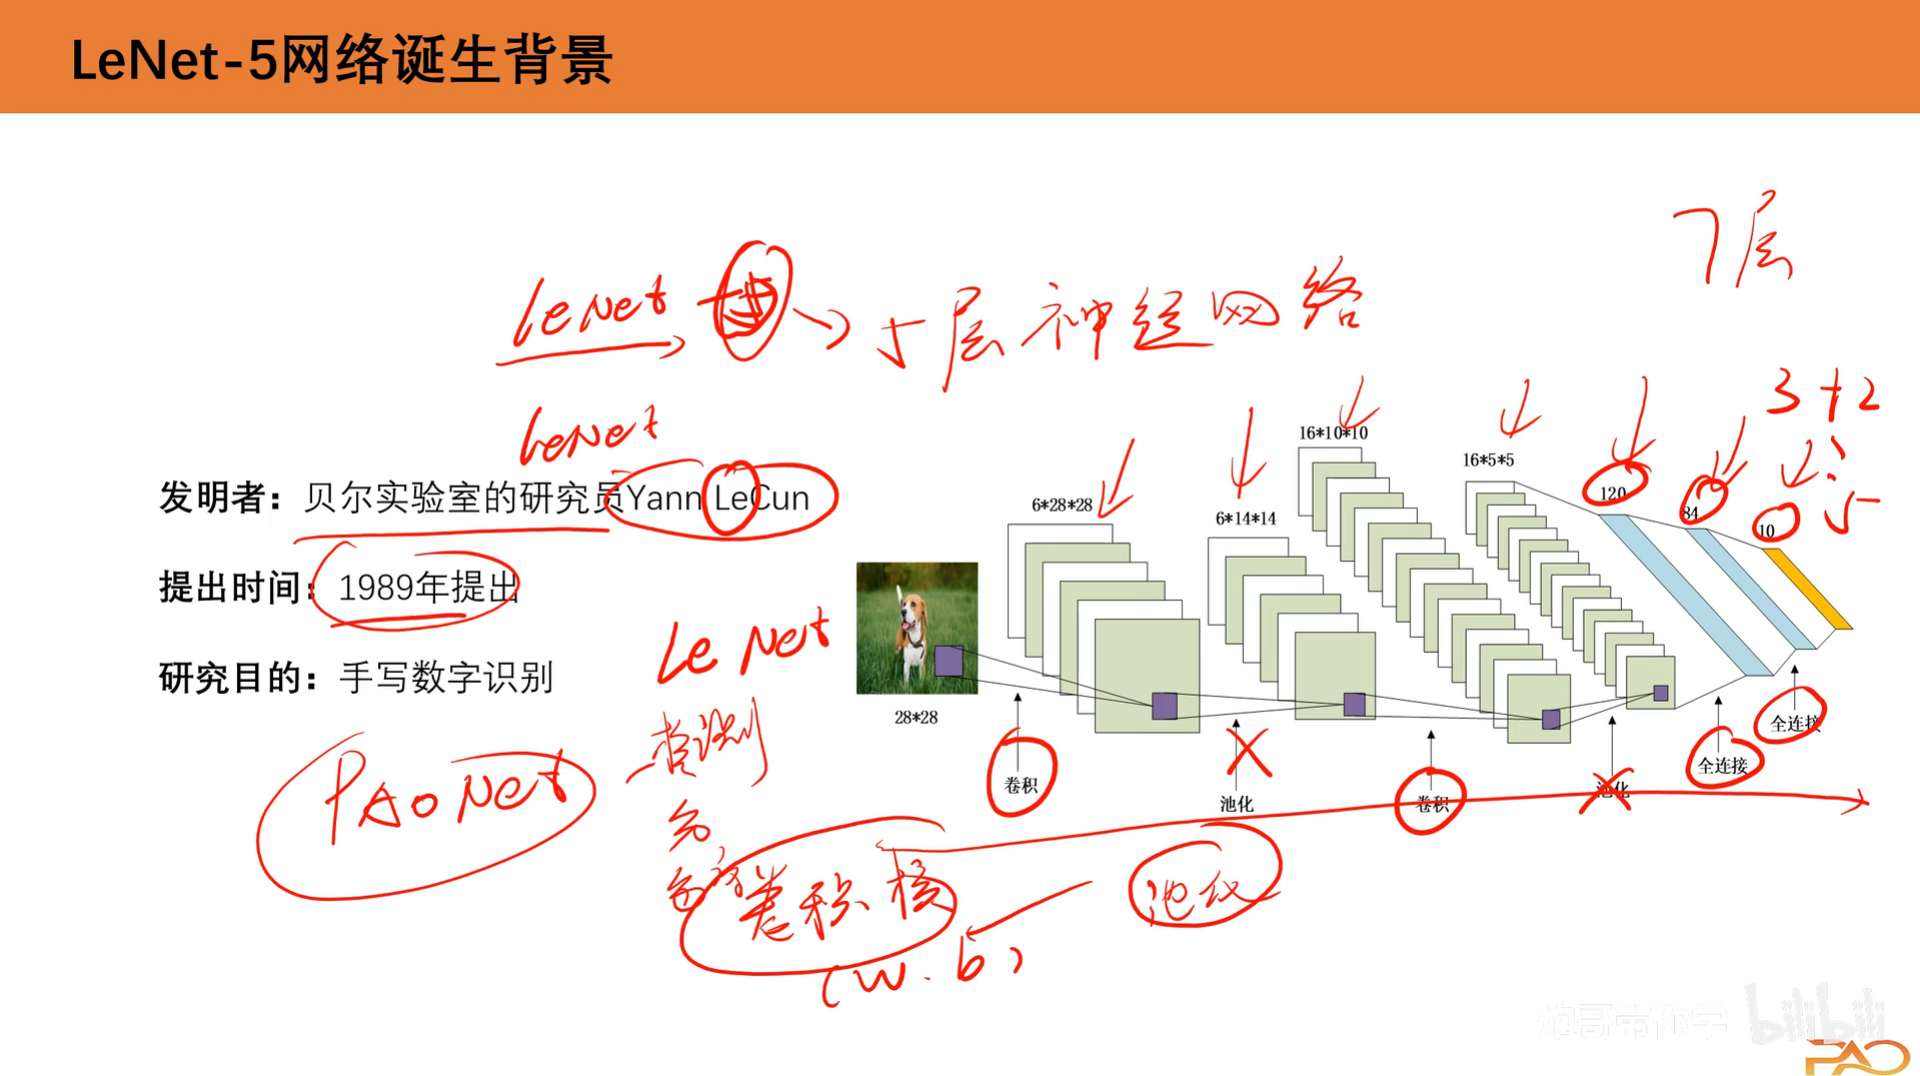 LeNet-5网络诞生背景
7层
LeNet
5层神经网络
LeNet
3+2
5
发明者：贝尔实验室的研究员Yann LeCun
提出时间：1989年提出
研究目的：手写数字识别
16*10*10
16*5*5
6*28*28
6*14*14
120
84
10
28*28
卷积
池化
卷积
池化
全连接
全连接
LeNet
PAONet
卷积核
池化
(w.b)
bilibili
PAO